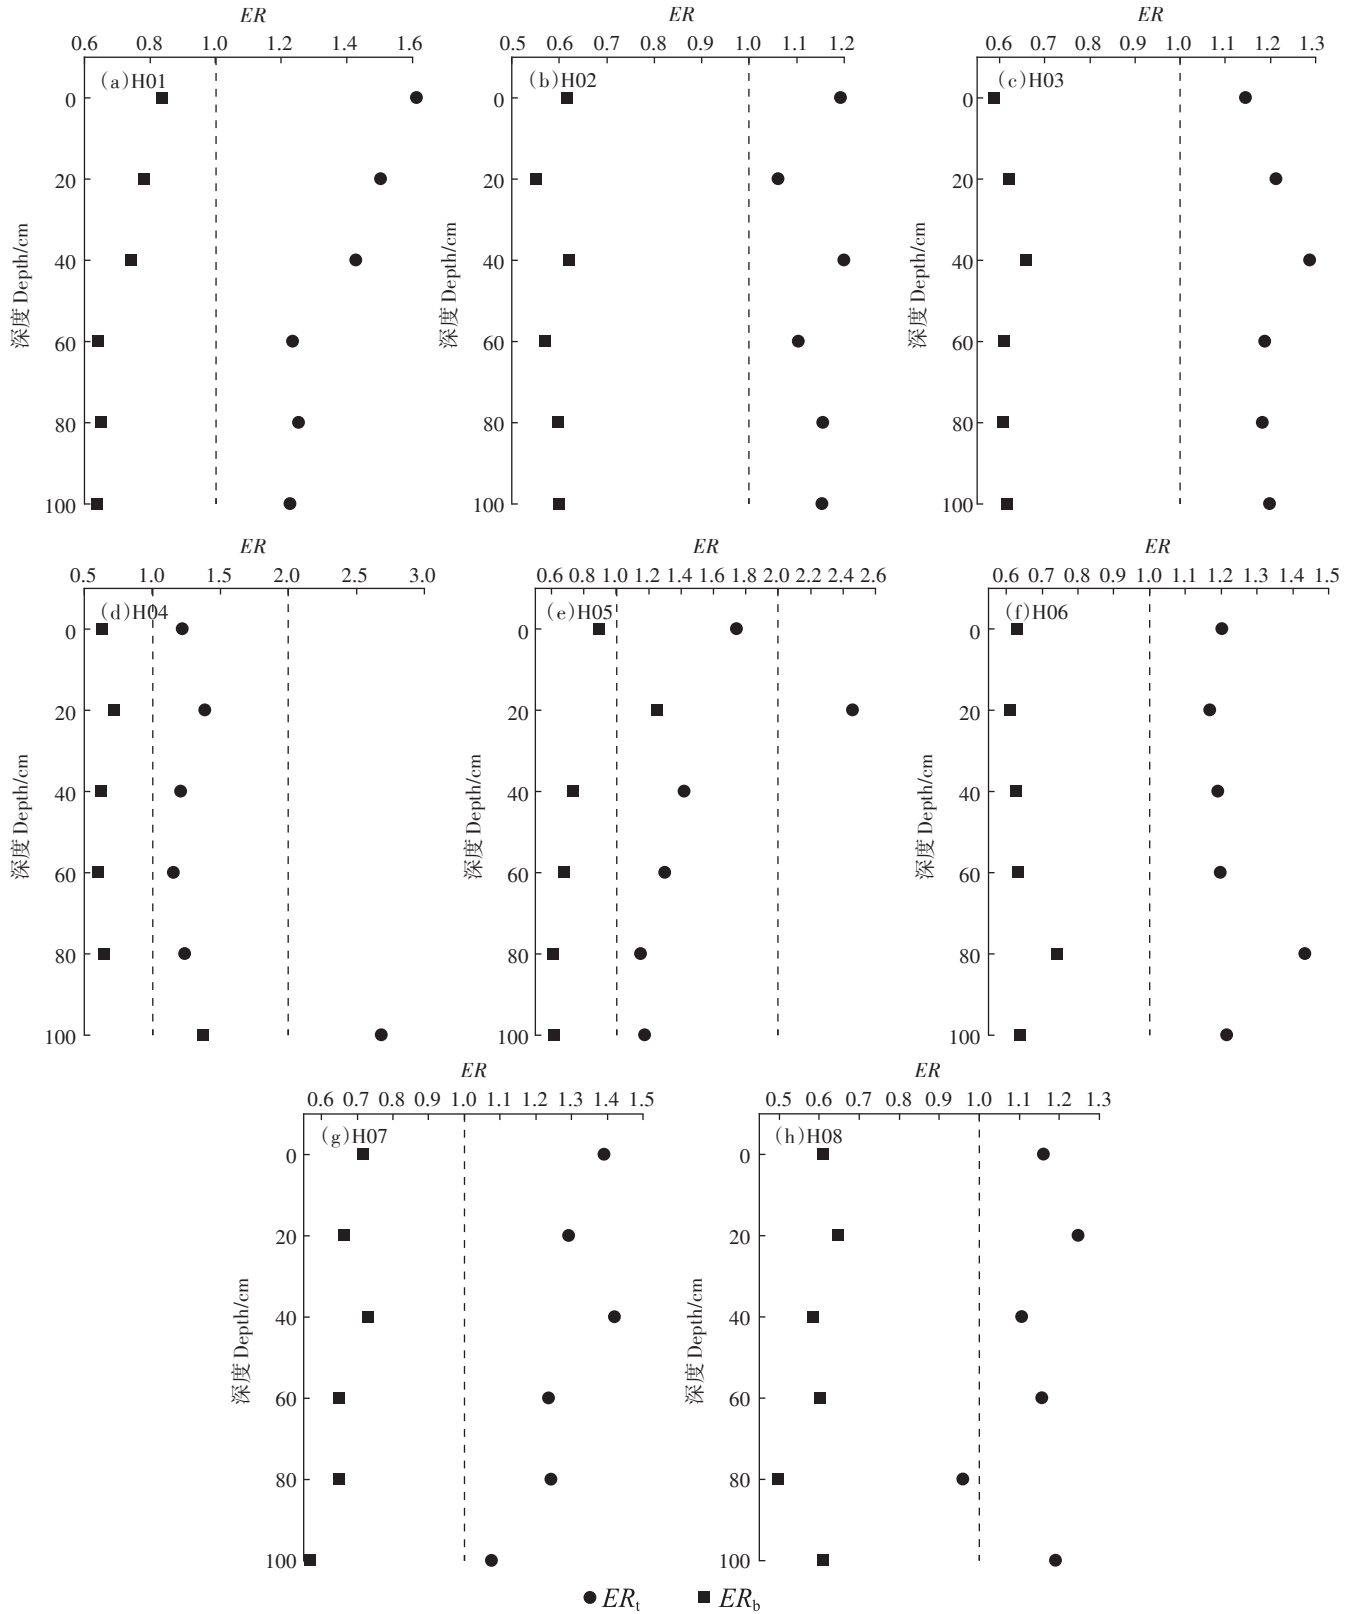 ER ER ER
0.6 0.8 1.0 1.2 1.4 1.6 0.5 0.6 0.7 0.8 0.9 1.0 1.1 1.2 0.6 0.7 0.8 0.9 1.0 1.1 1.2 1.3
(a)H01 (b)H02 (c)H03
0 0 0
20 20 20
40 40 40
60 60 60
80 80 80
100 100 100
深度 Depth/cm 深度 Depth/cm 深度 Depth/cm
ER ER ER
0.5 1.0 1.5 2.0 2.5 3.0 0.6 0.8 1.0 1.2 1.4 1.6 1.8 2.0 2.2 2.4 2.6 0.6 0.7 0.8 0.9 1.0 1.1 1.2 1.3 1.4 1.5
(d)H04 (e)H05 (f)H06
0 0 0
20 20 20
40 40 40
60 60 60
80 80 80
100 100 100
深度 Depth/cm 深度 Depth/cm 深度 Depth/cm
ER
0.6 0.7 0.8 0.9 1.0 1.1 1.2 1.3 1.4 1.5 0.5 0.6 0.7 0.8 0.9 1.0 1.1 1.2 1.3
(g)H07 (h)H08
0 0
20 20
40 40
60 60
80 80
100 100
深度 Depth/cm 深度 Depth/cm
ERt ERb